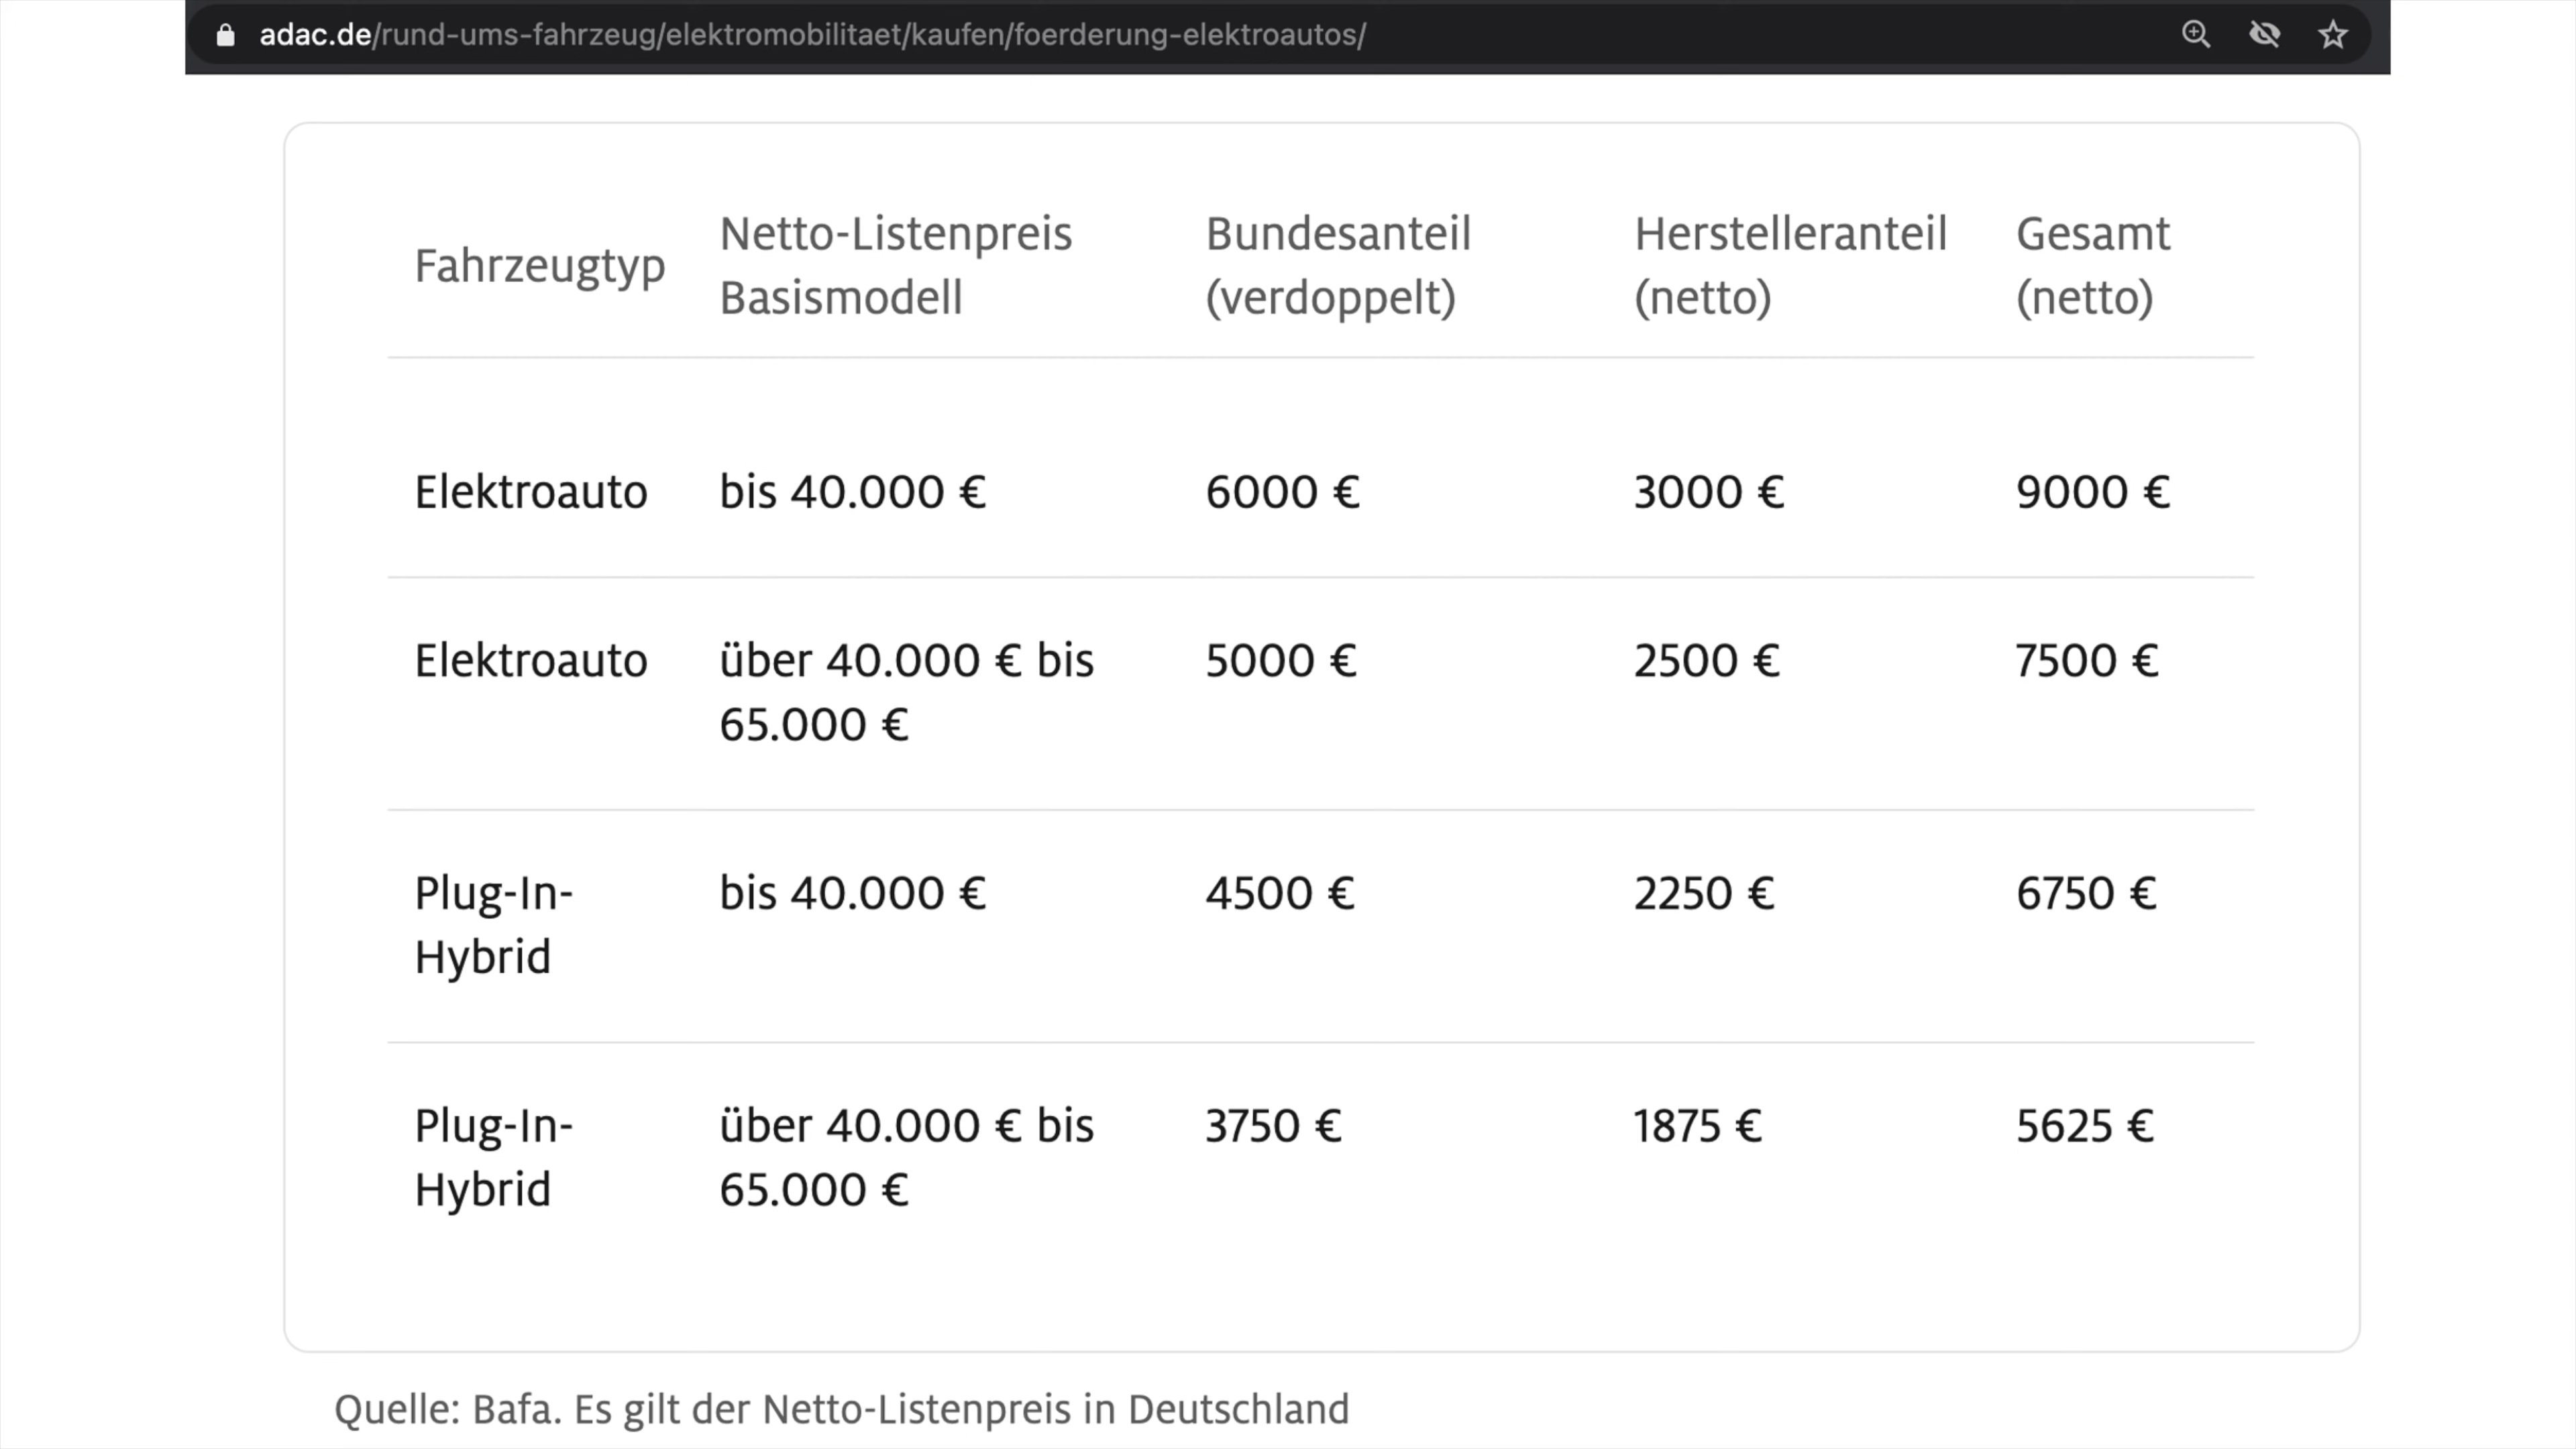 adac.de/rund-ums-fahrzeug/elektromobilitaet/kaufen/foerderung-elektroautos/
Fahrzeugtyp Netto-Listenpreis Basismodell Bundesanteil (verdoppelt) Herstelleranteil (netto) Gesamt (netto)
Elektroauto bis 40.000 € 6000 € 3000 € 9000 €
Elektroauto über 40.000 € bis 5000 € 2500 € 7500 €
65.000 €
Plug-In- bis 40.000 € 4500 € 2250 € 6750 €
Hybrid
Plug-In- über 40.000 € bis 3750 € 1875 € 5625 €
Hybrid 65.000 €
Quelle: Bafa. Es gilt der Netto-Listenpreis in Deutschland